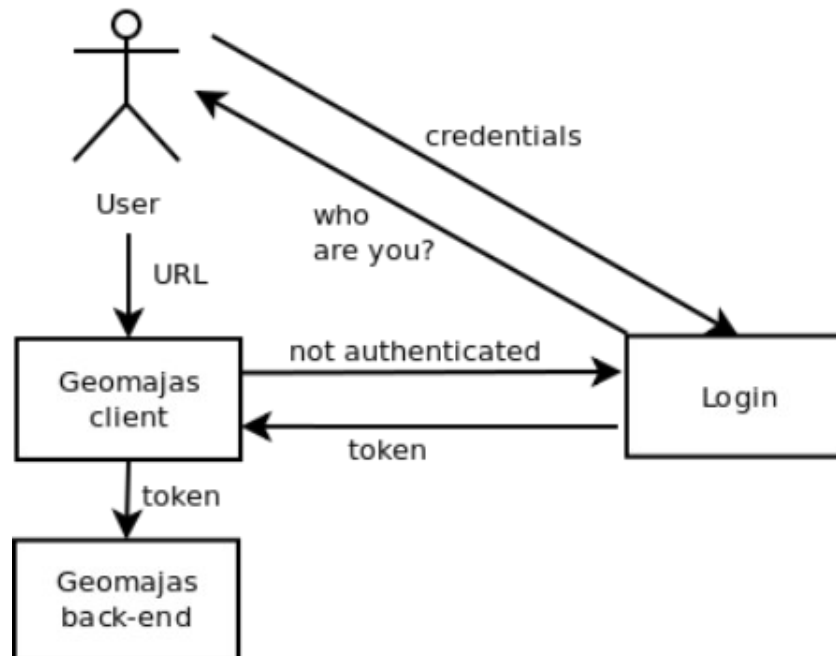 credentials
User
who
are you?
URL
not authenticated
Geomajas
client
Login
token
token
Geomajas
back-end